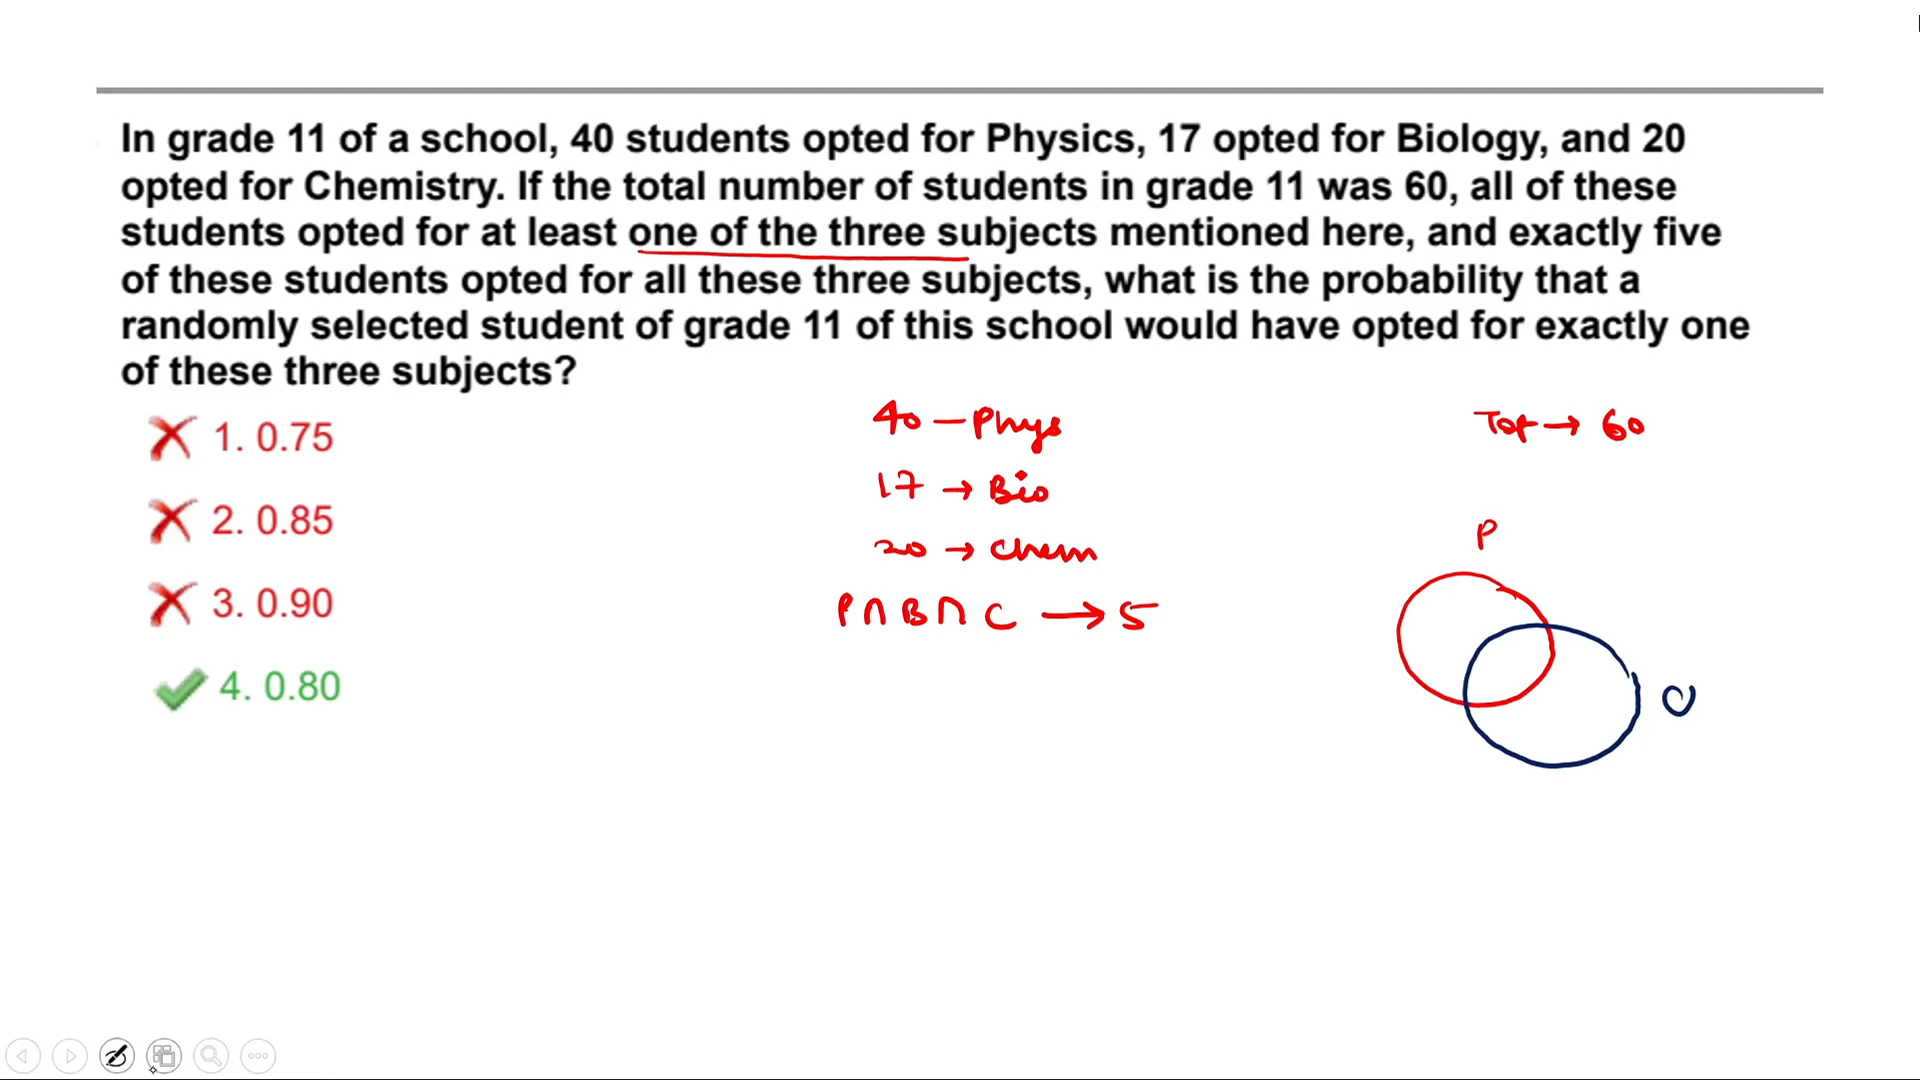 In grade 11 of a school, 40 students opted for Physics, 17 opted for Biology, and 20
opted for Chemistry. If the total number of students in grade 11 was 60, all of these
students opted for at least one of the three subjects mentioned here, and exactly five
of these students opted for all these three subjects, what is the probability that a
randomly selected student of grade 11 of this school would have opted for exactly one
of these three subjects?
1. 0.75
2. 0.85
3. 0.90
4. 0.80
40 — Phys
17 → Bio
20 → Chem
P∩B∩C → 5
Tot → 60
P